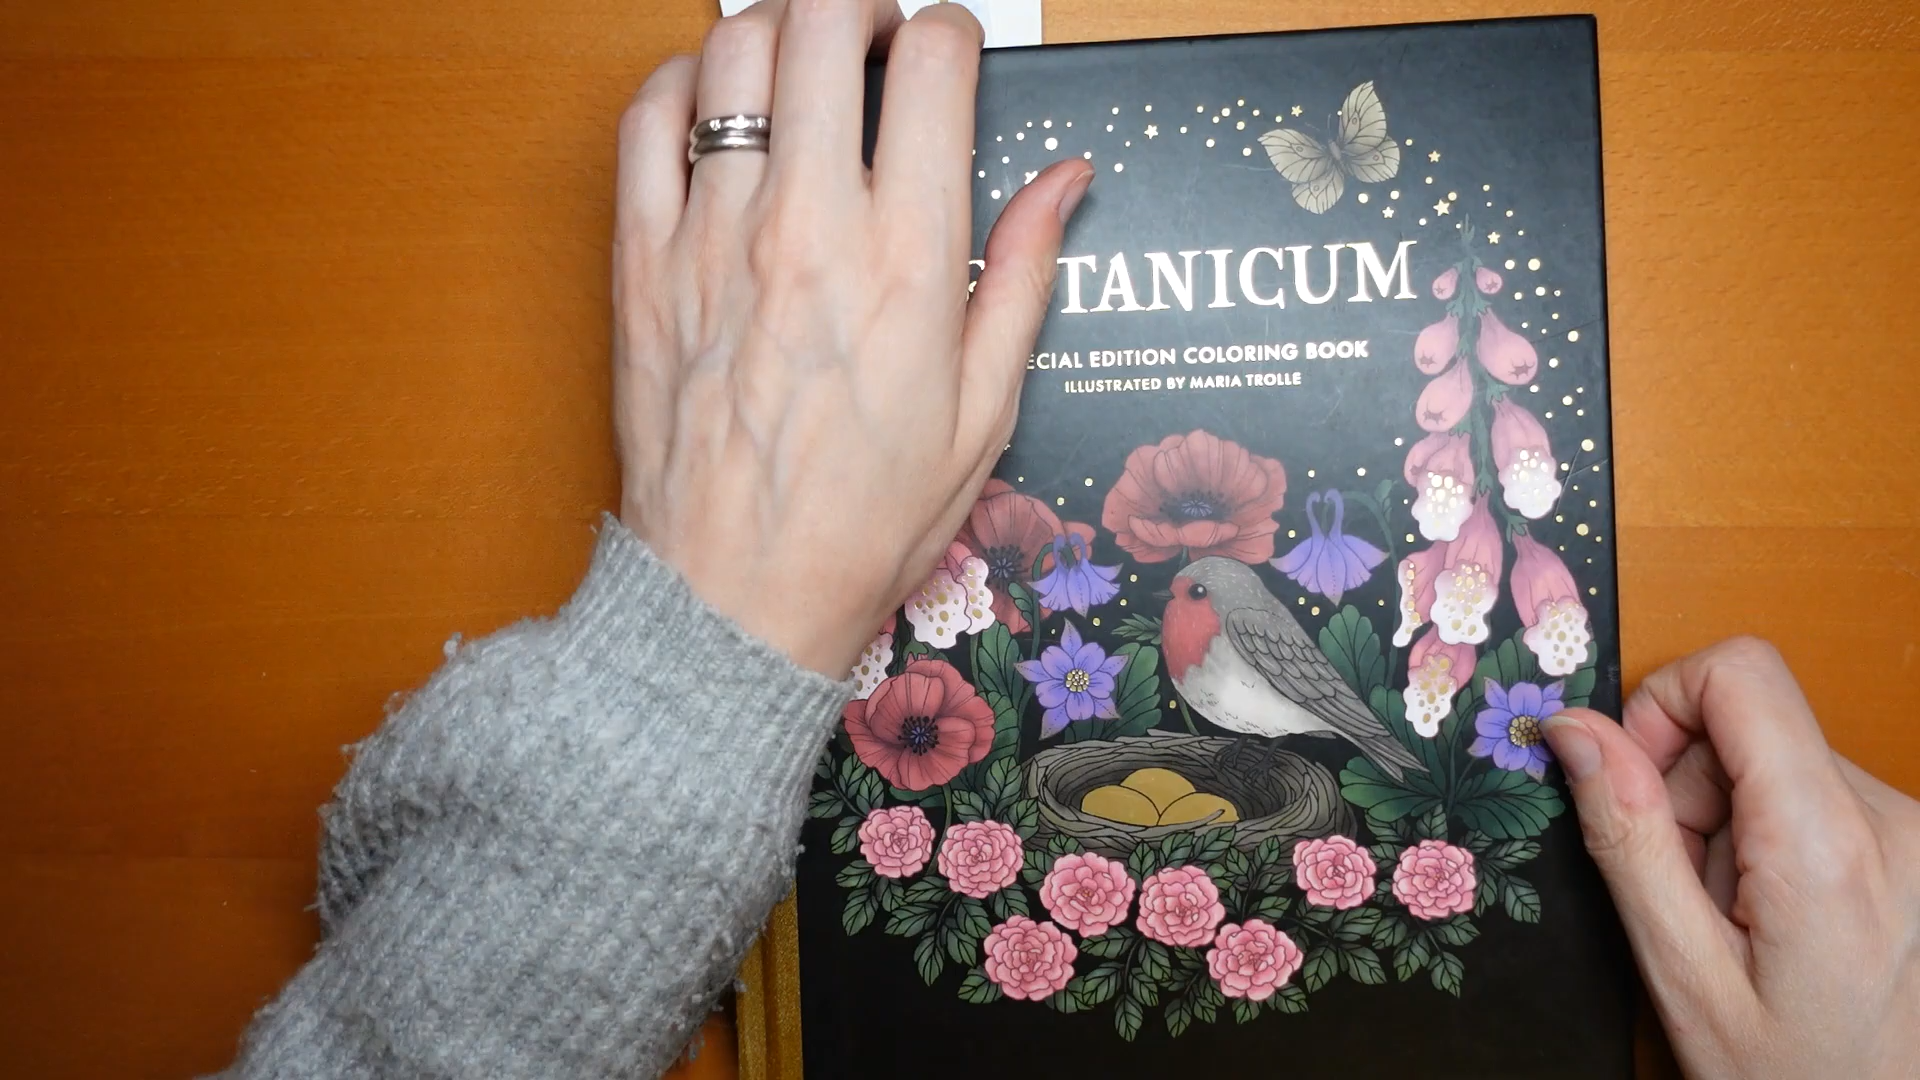 TANICUM
ECIAL EDITION COLORING BOOK
ILLUSTRATED BY MARIA TROLLE